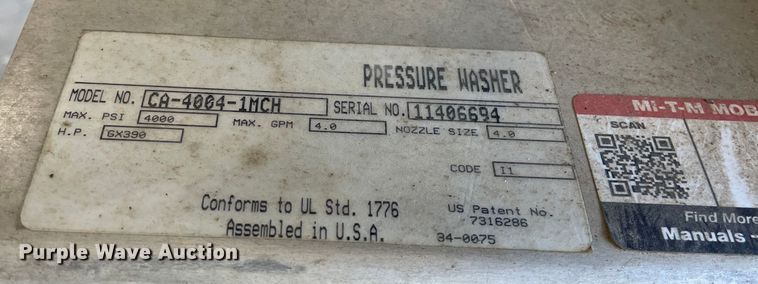 PRESSURE WASHER
MODEL NO. CA-4004-1MCH SERIAL NO. 11406694
MAX. PSI 4000 MAX. GPM 4.0 NOZZLE SIZE 4.0
H.P. GX390
CODE I1
Conforms to UL Std. 1776
Assembled in U.S.A.
US Patent No.
7316286
34-0075
MI-T-M MOB
SCAN
Find More
Manuals -
Purple Wave Auction